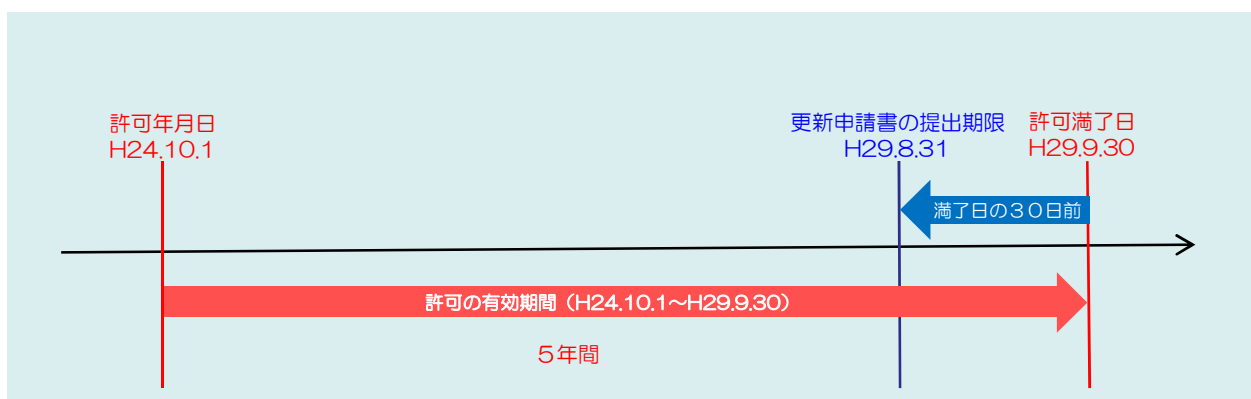 許可年月日
H24.10.1
更新申請書の提出期限
H29.8.31
許可満了日
H29.9.30
満了日の３０日前
許可の有効期間（H24.10.1～H29.9.30）
５年間